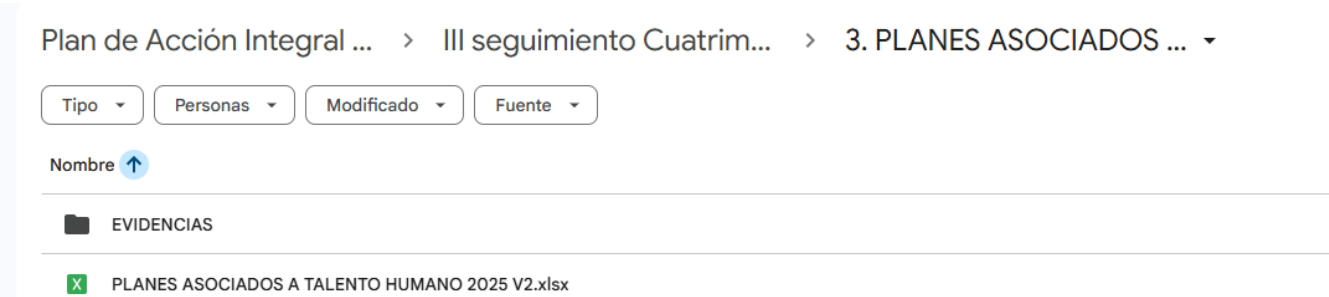 Plan de Acción Integral ... > III seguimiento Cuatrim... > 3. PLANES ASOCIADOS ...
Tipo Personas Modificado Fuente
Nombre
EVIDENCIAS
X PLANES ASOCIADOS A TALENTO HUMANO 2025 V2.xlsx